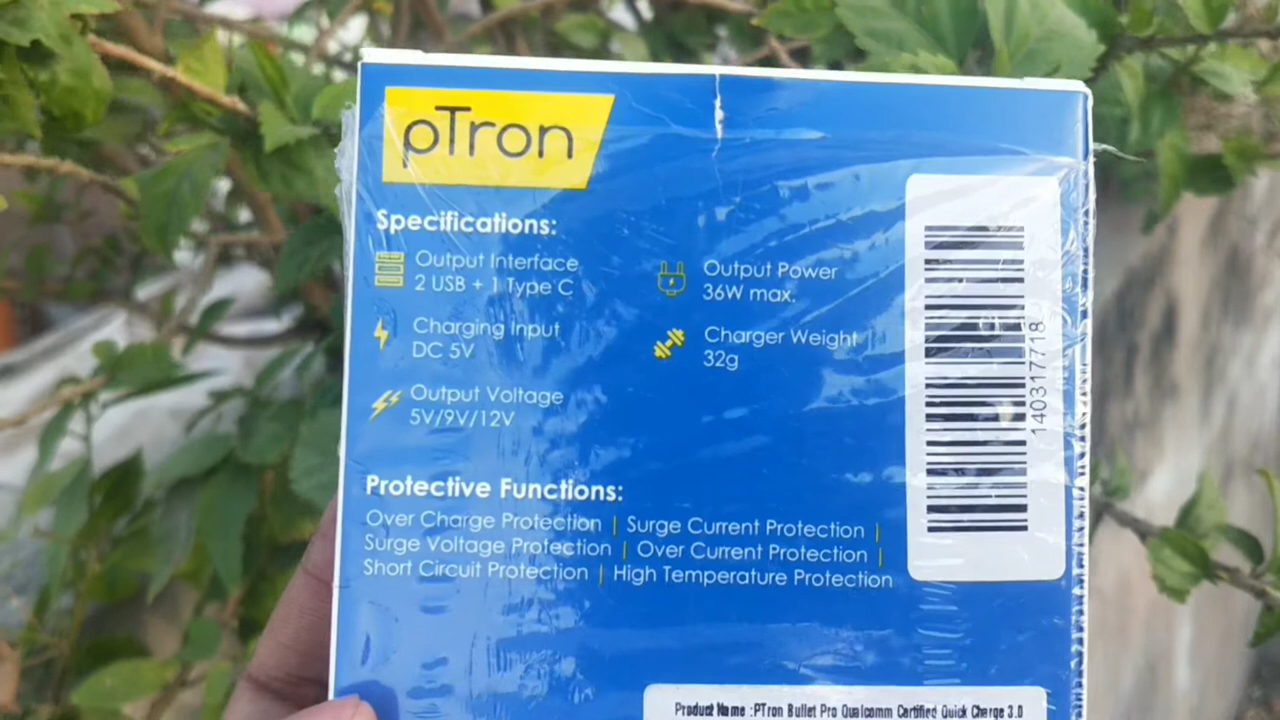 pTron
Specifications:
Output Interface
2 USB + 1 Type C
Output Power
36W max.
Charging Input
DC 5V
Charger Weight
32g
Output Voltage
5V/9V/12V
Protective Functions:
Over Charge Protection | Surge Current Protection |
Surge Voltage Protection | Over Current Protection |
Short Circuit Protection | High Temperature Protection
140317718
Product Name :PTron Bullet Pro Qualcomm Certified Quick Charge 3.0